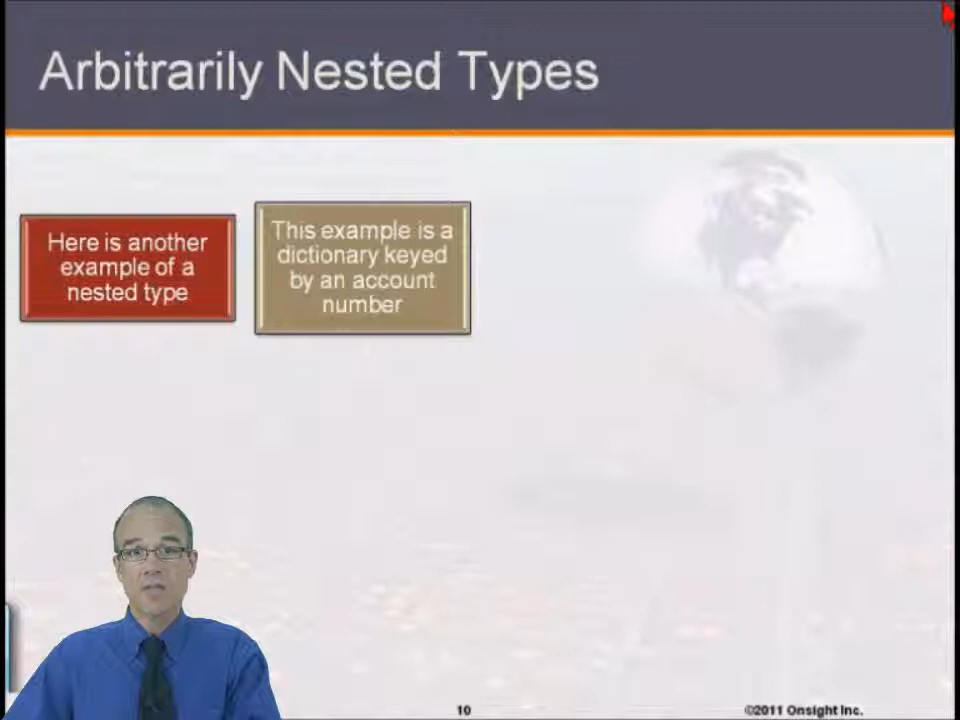 Arbitrarily Nested Types
Here is another
example of a
nested type
This example is a
dictionary keyed
by an account
number
10
©2011 Onsight Inc.